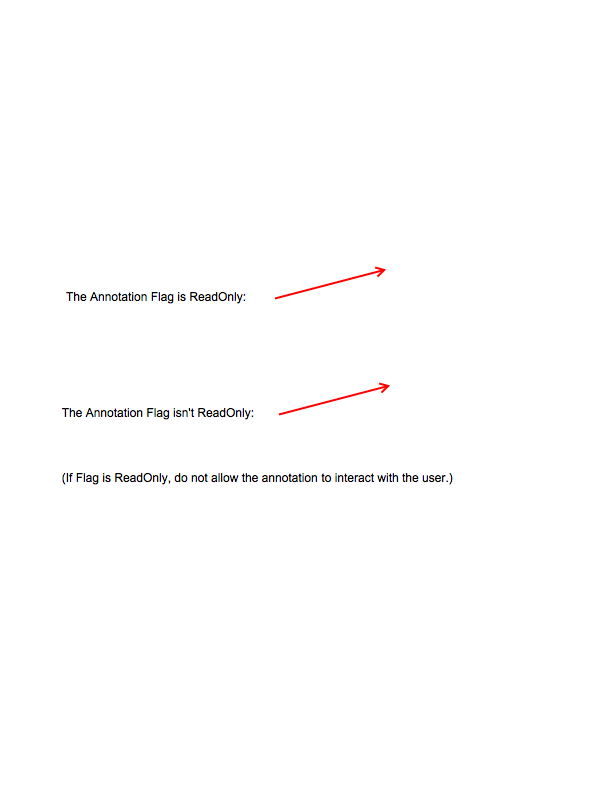 The Annotation Flag is ReadOnly:
The Annotation Flag isn't ReadOnly:
(If Flag is ReadOnly, do not allow the annotation to interact with the user.)